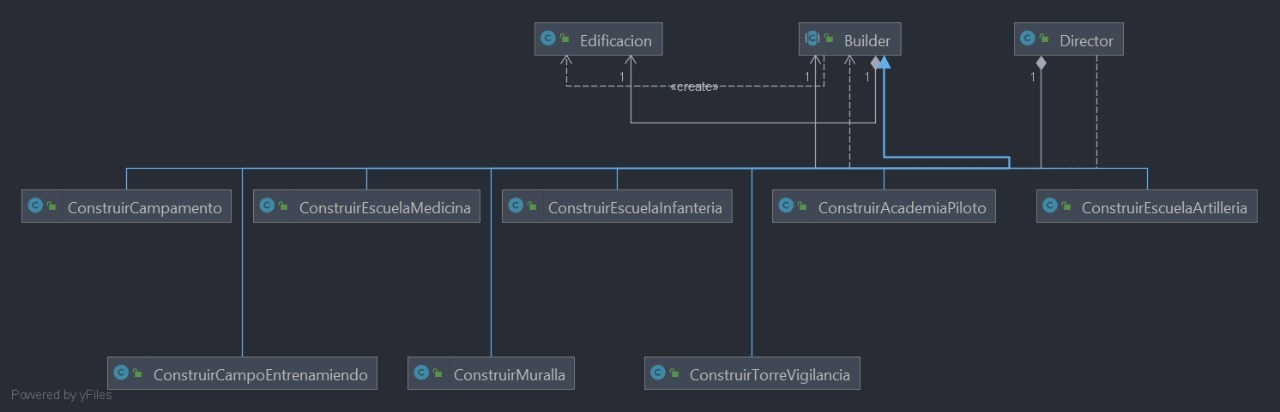 Edificacion
Builder
Director
1
1
1
1
«create»
ConstruirCampamento
ConstruirEscuelaMedicina
ConstruirEscuelaInfanteria
ConstruirAcademiaPiloto
ConstruirEscuelaArtilleria
ConstruirCampoEntrenamiendo
ConstruirMuralla
ConstruirTorreVigilancia
Powered by yFiles